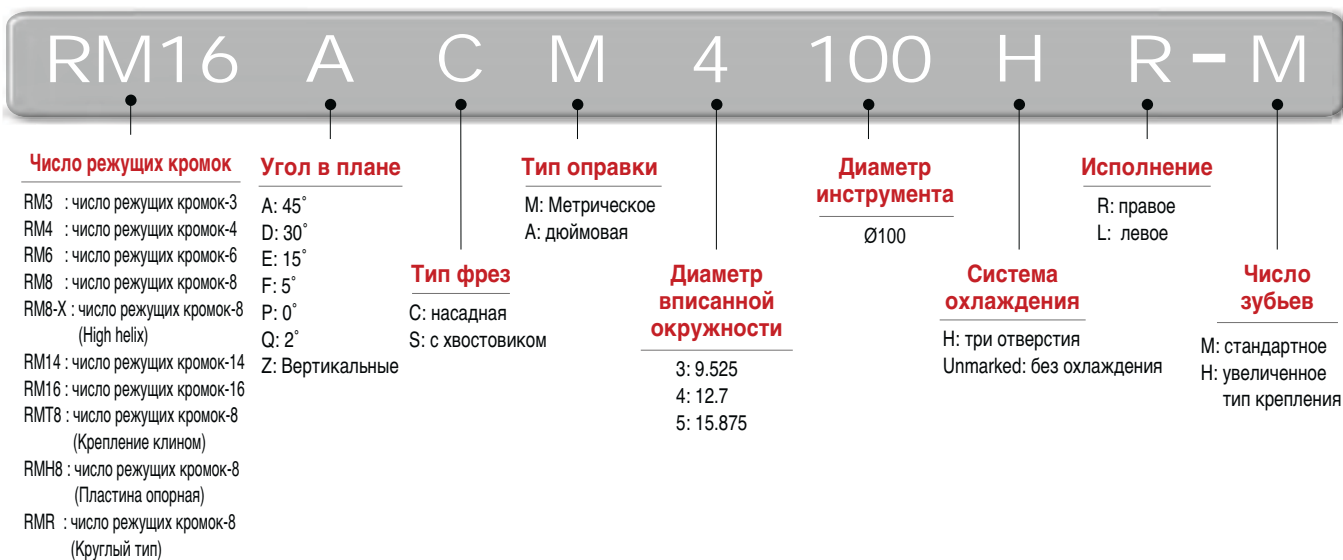 RM16 A C M 4 100 H R - M
Число режущих кромок
RM3 : число режущих кромок-3
RM4 : число режущих кромок-4
RM6 : число режущих кромок-6
RM8 : число режущих кромок-8
RM8-X : число режущих кромок-8
(High helix)
RM14 : число режущих кромок-14
RM16 : число режущих кромок-16
RMT8 : число режущих кромок-8
(Крепление клином)
RMH8 : число режущих кромок-8
(Пластина опорная)
RMR : число режущих кромок-8
(Круглый тип)
Угол в плане
A: 45°
D: 30°
E: 15°
F: 5°
P: 0°
Q: 2°
Z: Вертикальные
Тип фрез
C: насадная
S: с хвостовиком
Тип оправки
M: Метрическое
A: дюймовая
Диаметр
вписанной
окружности
3: 9.525
4: 12.7
5: 15.875
Диаметр
инструмента
Ø100
Система
охлаждения
H: три отверстия
Unmarked: без охлаждения
Исполнение
R: правое
L: левое
Число
зубьев
M: стандартное
H: увеличенное
тип крепления